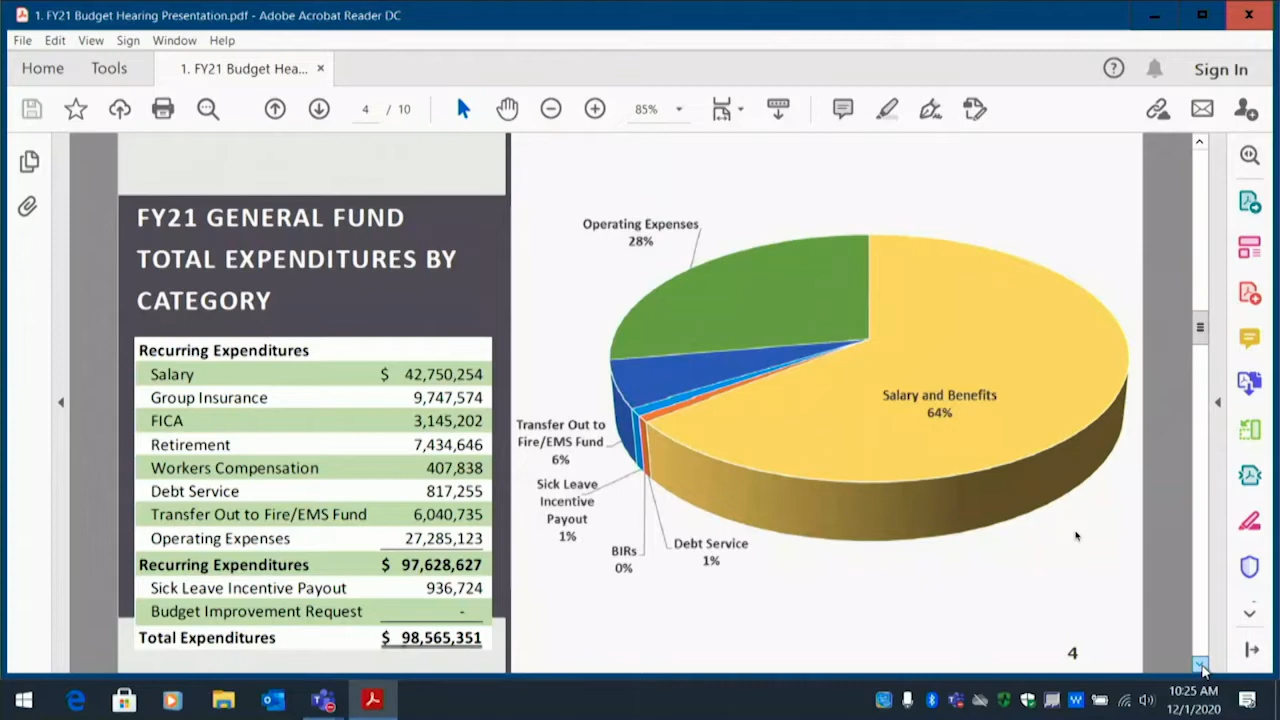 1. FY21 Budget Hearing Presentation.pdf - Adobe Acrobat Reader DC
File Edit View Sign Window Help
Home Tools 1. FY21 Budget Hea... × Sign In
4 / 10 85%
FY21 GENERAL FUND
TOTAL EXPENDITURES BY
CATEGORY
Recurring Expenditures
Salary $ 42,750,254
Group Insurance 9,747,574
FICA 3,145,202
Retirement 7,434,646
Workers Compensation 407,838
Debt Service 817,255
Transfer Out to Fire/EMS Fund 6,040,735
Operating Expenses 27,285,123
Recurring Expenditures $ 97,628,627
Sick Leave Incentive Payout 936,724
Budget Improvement Request -
Total Expenditures $ 98,565,351
Operating Expenses
28%
Salary and Benefits
64%
Transfer Out to
Fire/EMS Fund
6%
Sick Leave
Incentive
Payout
1%
BIRs
0%
Debt Service
1%
4
10:25 AM
12/1/2020